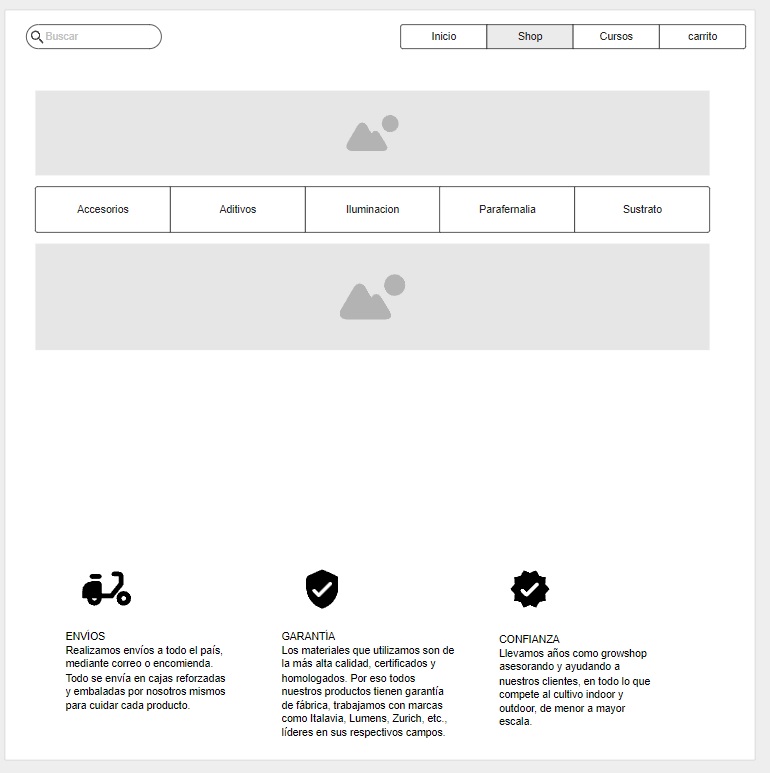 Buscar
Inicio
Shop
Cursos
carrito
Accesorios
Aditivos
Iluminacion
Parafernalia
Sustrato
ENVÍOS
Realizamos envíos a todo el país,
mediante correo o encomienda.
Todo se envía en cajas reforzadas
y embaladas por nosotros mismos
para cuidar cada producto.
GARANTÍA
Los materiales que utilizamos son de
la más alta calidad, certificados y
homologados. Por eso todos
nuestros productos tienen garantía
de fábrica, trabajamos con marcas
como Italavia, Lumens, Zurich, etc.,
líderes en sus respectivos campos.
CONFIANZA
Llevamos años como growshop
asesorando y ayudando a
nuestros clientes, en todo lo que
compete al cultivo indoor y
outdoor, de menor a mayor
escala.